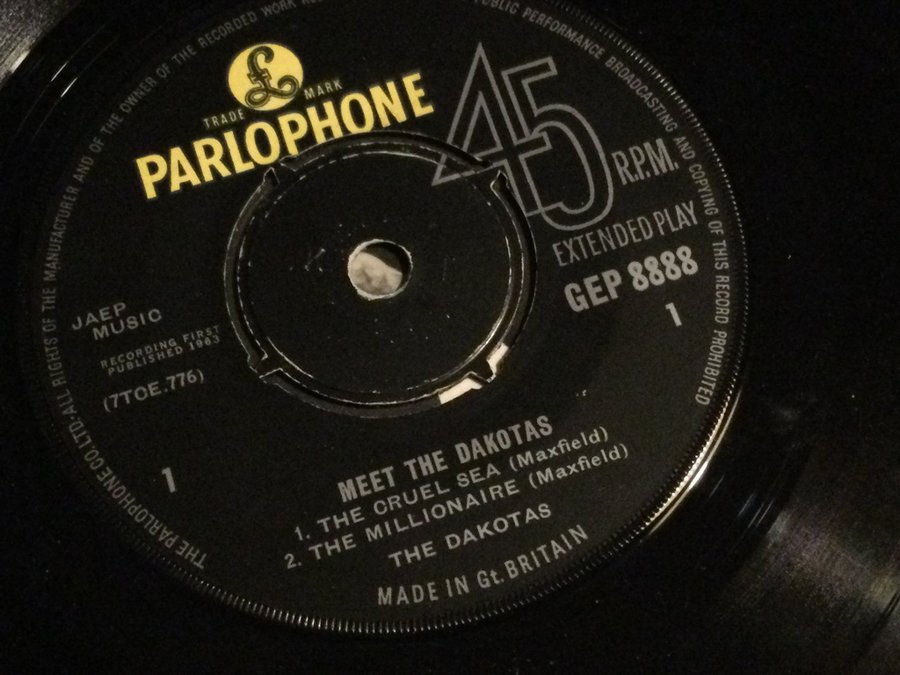 THE PARLOPHONE CO. LTD. ALL RIGHTS OF THE MANUFACTURER AND OF THE OWNER OF THE RECORDED WORK
PUBLIC PERFORMANCE BROADCASTING AND COPYING OF THIS RECORD PROHIBITED
£
TRADE MARK
PARLOPHONE
45
R.P.M.
EXTENDED PLAY
GEP 8888
1
JAEP
MUSIC
RECORDING FIRST
PUBLISHED 1963
(7TCE.776)
1
MEET THE DAKOTAS
1. THE CRUEL SEA (Maxfield)
2. THE MILLIONAIRE (Maxfield)
THE DAKOTAS
MADE IN Gt. BRITAIN